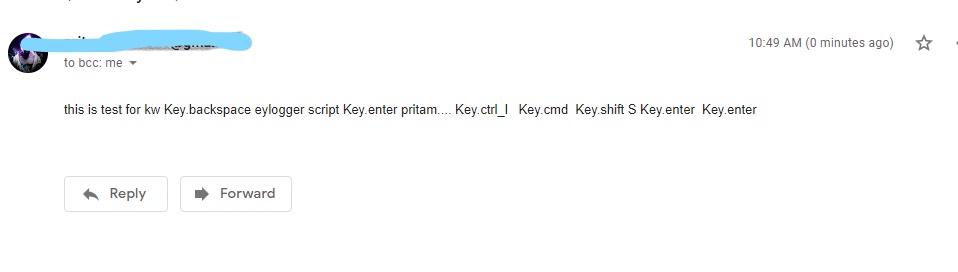 10:49 AM (0 minutes ago)
to bcc: me
this is test for kw Key.backspace eylogger script Key.enter pritam.... Key.ctrl_l Key.cmd Key.shift S Key.enter Key.enter
Reply
Forward